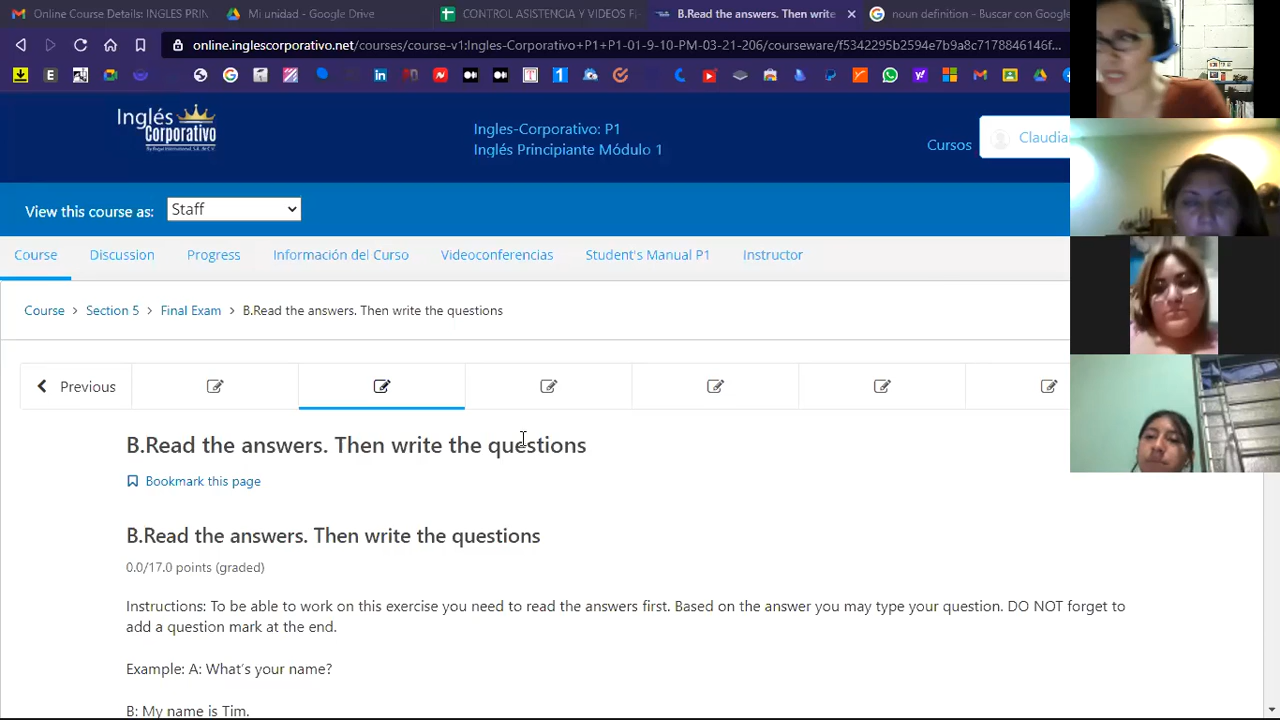 Online Course Details: INGLES PRIN
Mi unidad - Google Drive
CONTROL ASISTENCIA Y VIDEOS F
B.Read the answers. Then write
noun definition - Buscar con Google
online.inglescorporativo.net/courses/course-v1:Ingles-Corporativo+P1+P1-01-9-10-PM-03-21-206/courseware/f5342295b2594e7b9a8c7178846146f...
Inglés
Corporativo
Ingles-Corporativo: P1
Inglés Principiante Módulo 1
Cursos
Claudia
View this course as:
Staff
Course
Discussion
Progress
Información del Curso
Videoconferencias
Student's Manual P1
Instructor
Course > Section 5 > Final Exam > B.Read the answers. Then write the questions
Previous
B.Read the answers. Then write the questions
Bookmark this page
B.Read the answers. Then write the questions
0.0/17.0 points (graded)
Instructions: To be able to work on this exercise you need to read the answers first. Based on the answer you may type your question. DO NOT forget to
add a question mark at the end.
Example: A: What's your name?
B: My name is Tim.